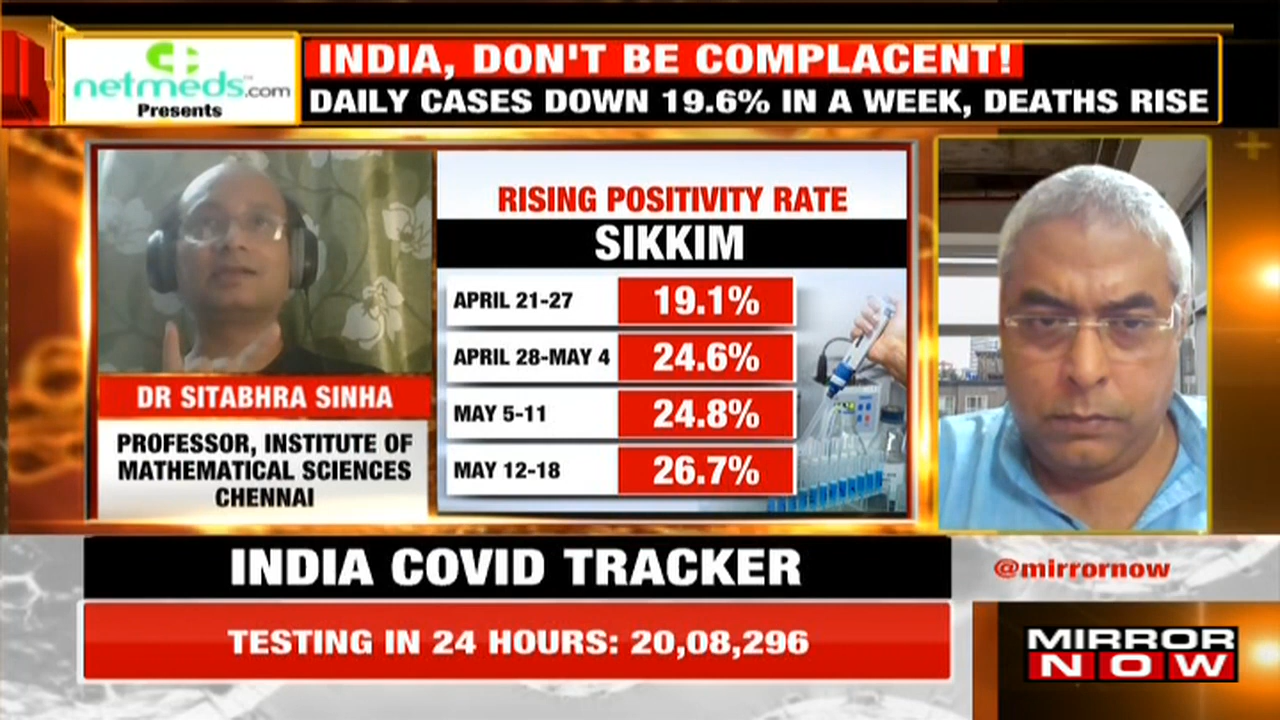 netmeds.com
Presents
INDIA, DON'T BE COMPLACENT!
DAILY CASES DOWN 19.6% IN A WEEK, DEATHS RISE
RISING POSITIVITY RATE
SIKKIM
APRIL 21-27 19.1%
APRIL 28-MAY 4 24.6%
MAY 5-11 24.8%
MAY 12-18 26.7%
DR SITABHRA SINHA
PROFESSOR, INSTITUTE OF
MATHEMATICAL SCIENCES
CHENNAI
INDIA COVID TRACKER
TESTING IN 24 HOURS: 20,08,296
@mirrornow
MIRROR
NOW